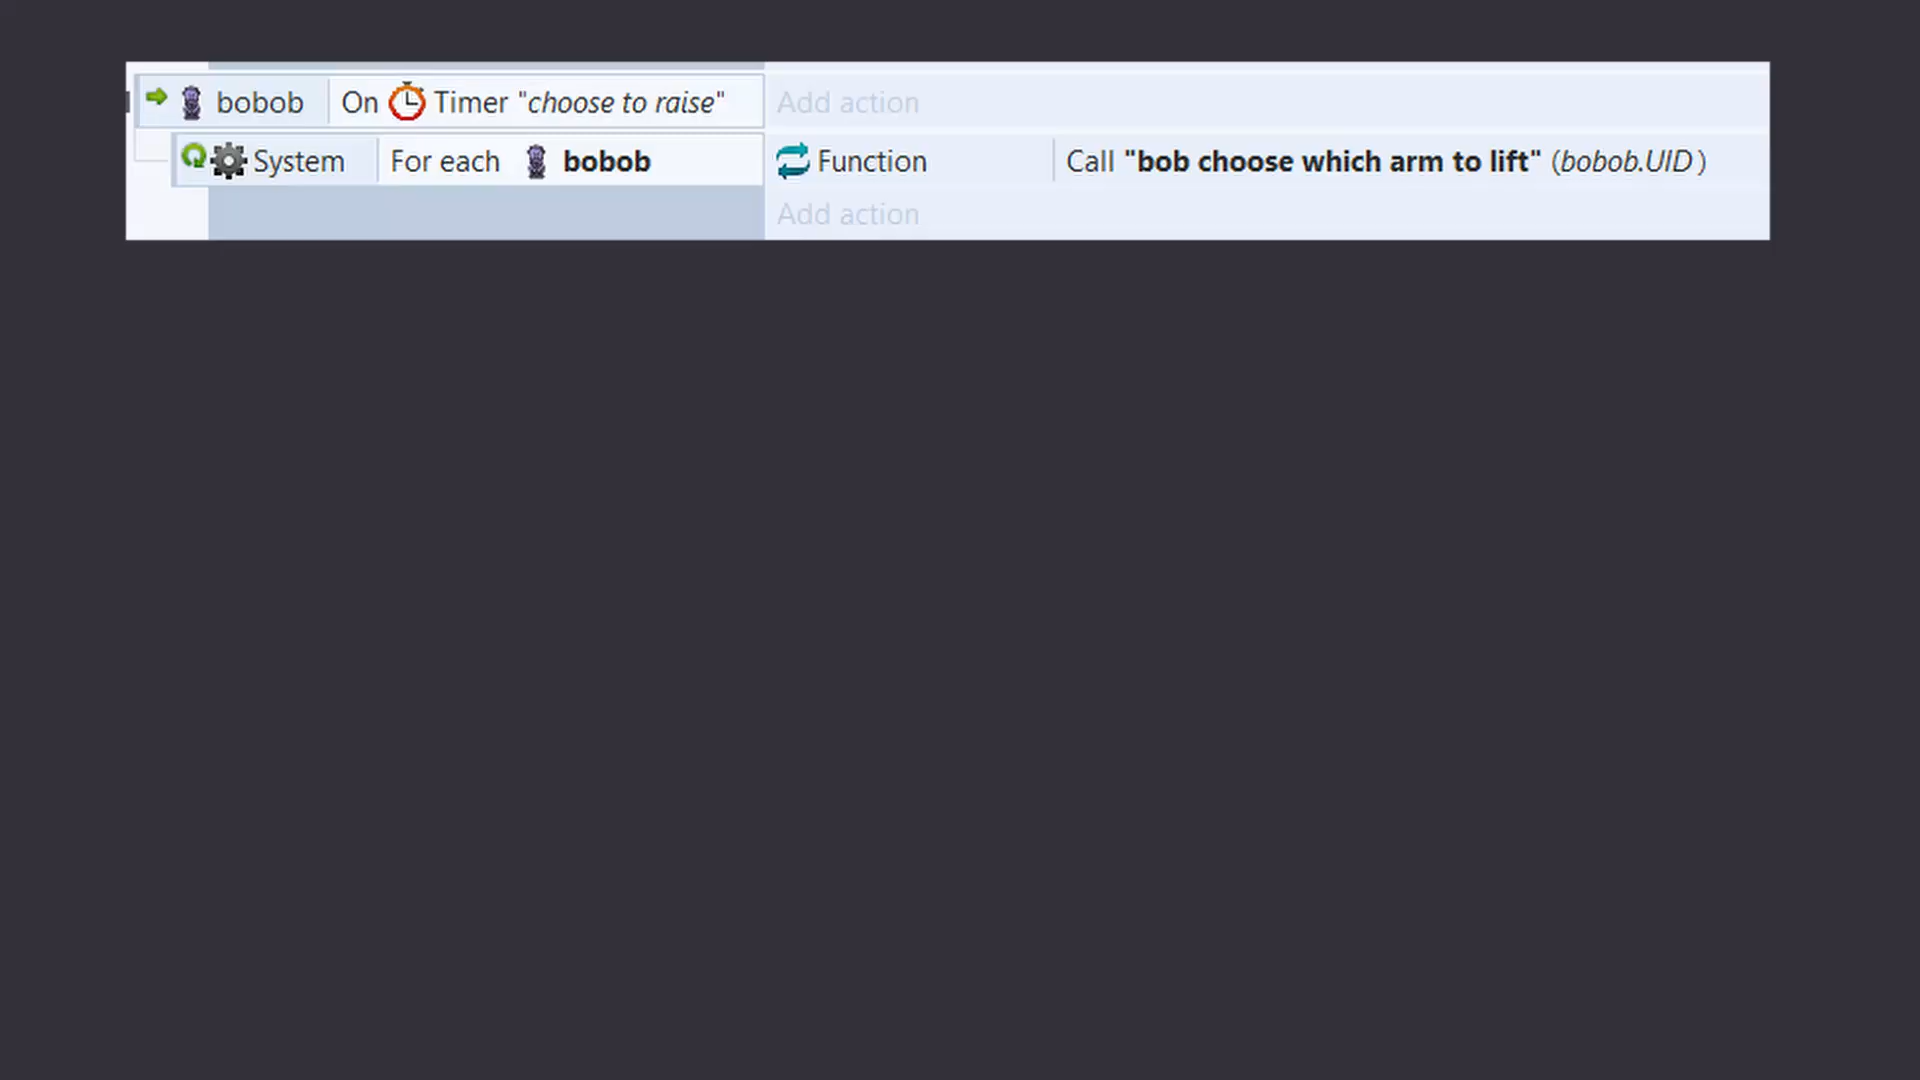 bobob On Timer "choose to raise" Add action
System For each bobob Function Call "bob choose which arm to lift" (bobob.UID )
Add action